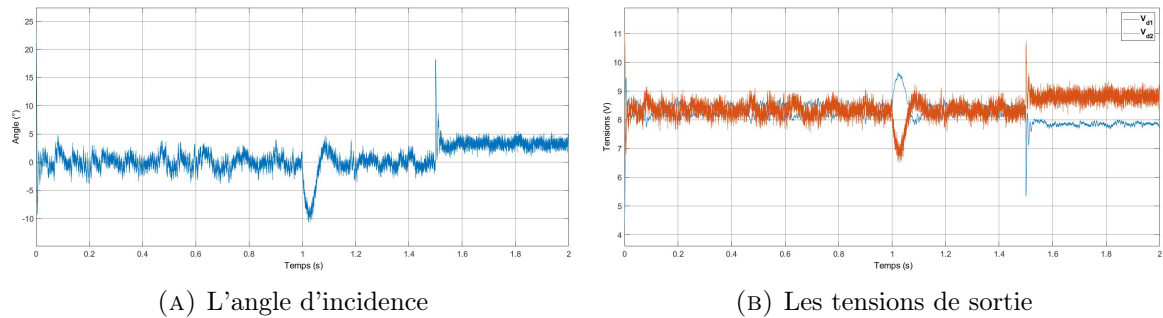 25
20
15
10
5
0
-5
-10
Angle (°)
0 0.2 0.4 0.6 0.8 1 1.2 1.4 1.6 1.8 2
Temps (s)
(A) L'angle d'incidence
V_d1
V_d2
11
10
9
8
7
6
5
4
Tensions (V)
0 0.2 0.4 0.6 0.8 1 1.2 1.4 1.6 1.8 2
Temps (s)
(B) Les tensions de sortie